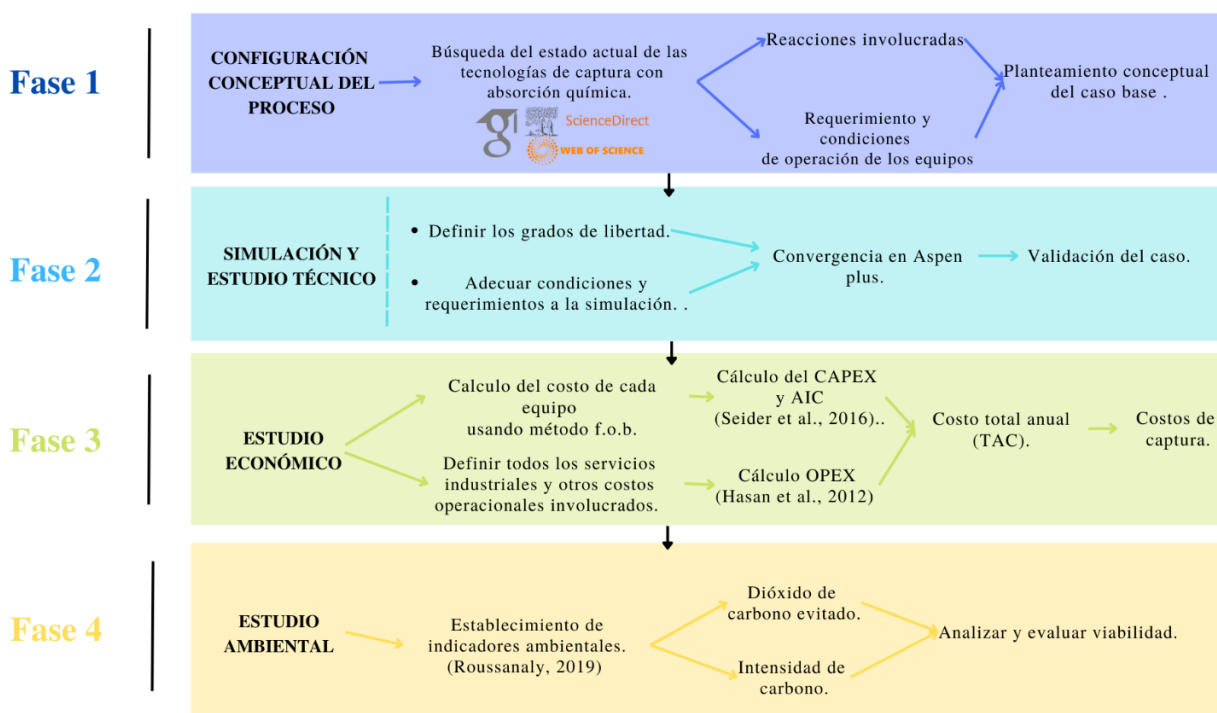 Fase 1
CONFIGURACIÓN
CONCEPTUAL DEL
PROCESO
Búsqueda del estado actual de las
tecnologías de captura con
absorción química.
g
ScienceDirect
WEB OF SCIENCE
Reacciones involucradas
Requerimiento y
condiciones
de operación de los equipos
Planteamiento conceptual
del caso base .
Fase 2
SIMULACIÓN Y
ESTUDIO TÉCNICO
• Definir los grados de libertad.
• Adecuar condiciones y
requerimientos a la simulación. .
Convergencia en Aspen
plus.
Validación del caso.
Fase 3
ESTUDIO
ECONÓMICO
Calculo del costo de cada
equipo
usando método f.o.b.
Definir todos los servicios
industriales y otros costos
operacionales involucrados.
Cálculo del CAPEX
y AIC
(Seider et al., 2016)..
Cálculo OPEX
(Hasan et al., 2012)
Costo total anual
(TAC).
Costos de
captura.
Fase 4
ESTUDIO
AMBIENTAL
Establecimiento de
indicadores ambientales.
(Roussanaly, 2019)
Dióxido de
carbono evitado.
Intensidad de
carbono.
Analizar y evaluar viabilidad.